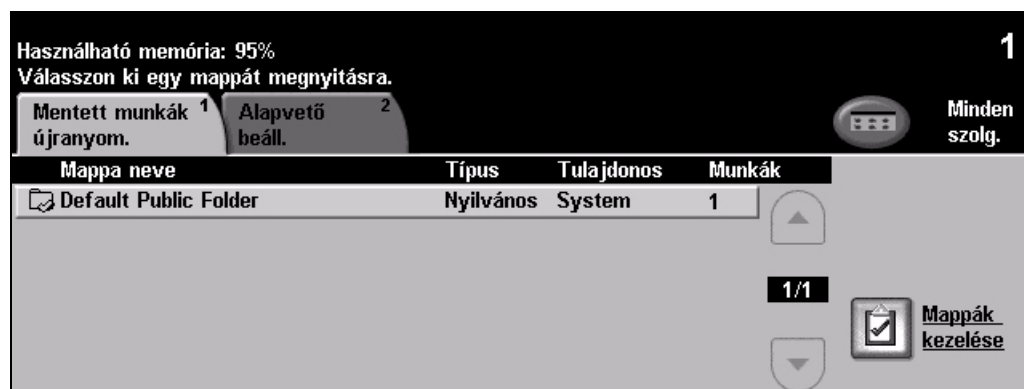 Használható memória: 95%
1
Válasszon ki egy mappát megnyitásra.
Mentett munkák 1
újranyom.
Alapvető 2
beáll.
Minden
szolg.
Mappa neve Típus Tulajdonos Munkák
Default Public Folder Nyilvános System 1
1/1
Mappák
kezelése